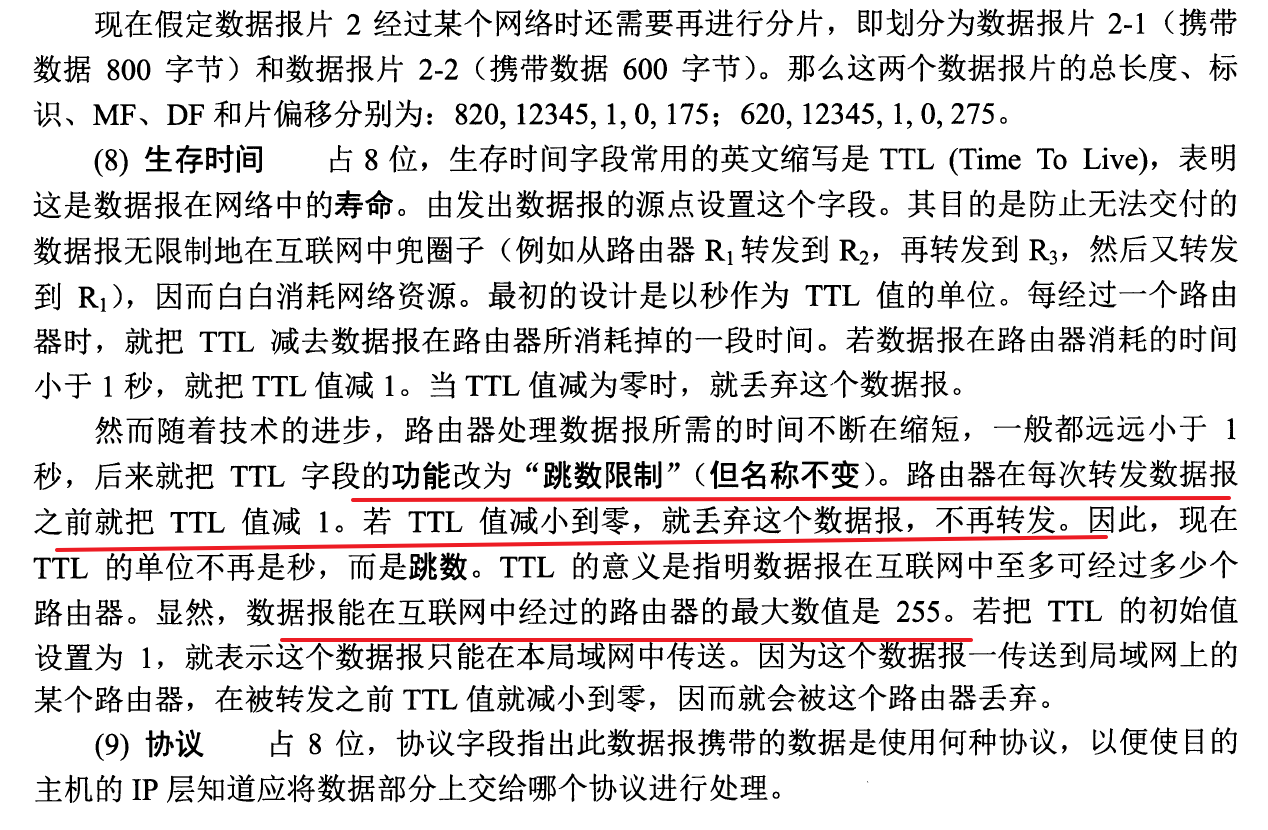 现在假定数据报片 2 经过某个网络时还需要再进行分片，即划分为数据报片 2-1（携带
数据 800 字节）和数据报片 2-2（携带数据 600 字节）。那么这两个数据报片的总长度、标
识、MF、DF 和片偏移分别为：820, 12345, 1, 0, 175；620, 12345, 1, 0, 275。
(8) 生存时间 占 8 位，生存时间字段常用的英文缩写是 TTL (Time To Live)，表明
这是数据报在网络中的寿命。由发出数据报的源点设置这个字段。其目的是防止无法交付的
数据报无限制地在互联网中兜圈子（例如从路由器 R₁ 转发到 R₂，再转发到 R₃，然后又转发
到 R₁），因而白白消耗网络资源。最初的设计是以秒作为 TTL 值的单位。每经过一个路由
器时，就把 TTL 减去数据报在路由器所消耗掉的一段时间。若数据报在路由器消耗的时间
小于 1 秒，就把 TTL 值减 1。当 TTL 值减为零时，就丢弃这个数据报。
然而随着技术的进步，路由器处理数据报所需的时间不断在缩短，一般都远远小于 1
秒，后来就把 TTL 字段的功能改为“跳数限制”（但名称不变）。路由器在每次转发数据报
之前就把 TTL 值减 1。若 TTL 值减小到零，就丢弃这个数据报，不再转发。因此，现在
TTL 的单位不再是秒，而是跳数。TTL 的意义是指明数据报在互联网中至多可经过多少个
路由器。显然，数据报能在互联网中经过的路由器的最大数值是 255。若把 TTL 的初始值
设置为 1，就表示这个数据报只能在本局域网中传送。因为这个数据报一传送到局域网上的
某个路由器，在被转发之前 TTL 值就减小到零，因而就会被这个路由器丢弃。
(9) 协议 占 8 位，协议字段指出此数据报携带的数据是使用何种协议，以便使目的
主机的 IP 层知道应将数据部分上交给哪个协议进行处理。